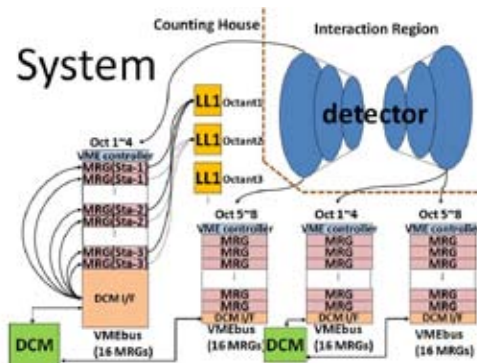 Counting House
Interaction Region
System
detector
LL1 Octant1
LL1 Octant2
LL1 Octant3
Oct 1~4
VME controller
MRG(Sta-1)
MRG(Sta-1)
MRG(Sta-2)
MRG(Sta-2)
MRG(Sta-3)
MRG(Sta-3)
DCM I/F
VMEbus
(16 MRGs)
DCM
Oct 5~8
VME controller
MRG
MRG
MRG
MRG
MRG
DCM I/F
VMEbus
(16 MRGs)
DCM
Oct 1~4
VME controller
MRG
MRG
MRG
MRG
MRG
DCM I/F
VMEbus
(16 MRGs)
Oct 5~8
VME controller
MRG
MRG
MRG
MRG
MRG
DCM I/F
VMEbus
(16 MRGs)